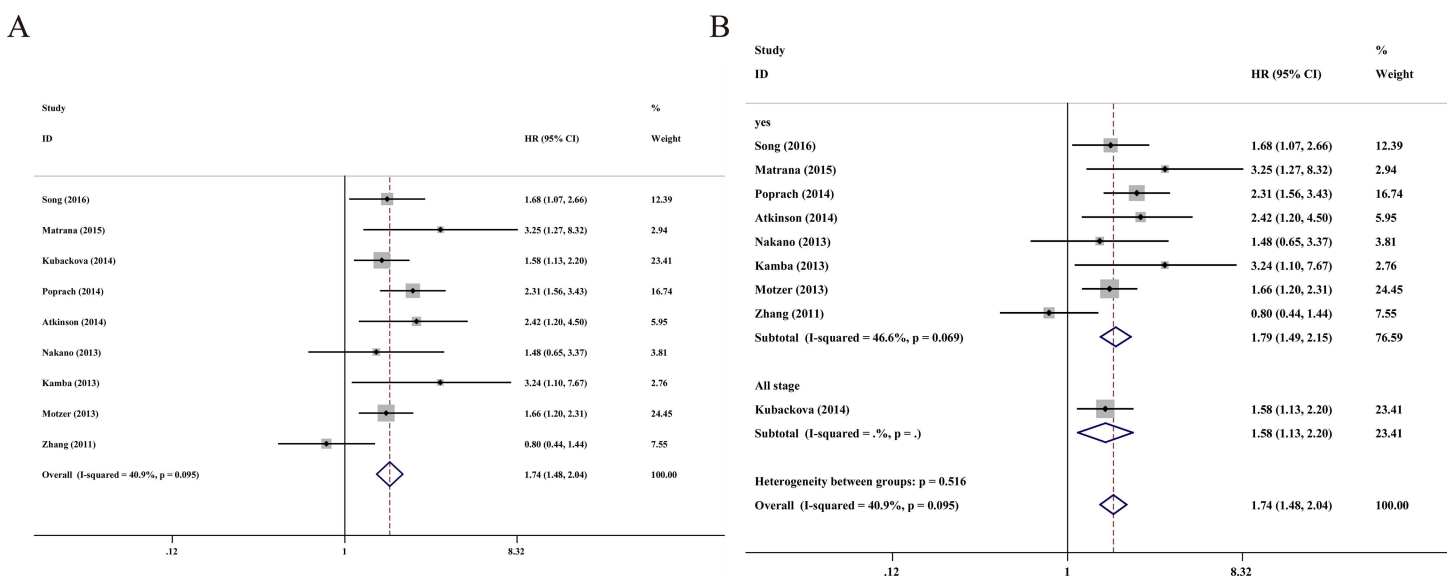 A
Study %
ID HR (95% CI) Weight
Song (2016) 1.68 (1.07, 2.66) 12.39
Matrana (2015) 3.25 (1.27, 8.32) 2.94
Kubackova (2014) 1.58 (1.13, 2.20) 23.41
Poprach (2014) 2.31 (1.56, 3.43) 16.74
Atkinson (2014) 2.42 (1.20, 4.50) 5.95
Nakano (2013) 1.48 (0.65, 3.37) 3.81
Kamba (2013) 3.24 (1.10, 7.67) 2.76
Motzer (2013) 1.66 (1.20, 2.31) 24.45
Zhang (2011) 0.80 (0.44, 1.44) 7.55
Overall (I-squared = 40.9%, p = 0.095) 1.74 (1.48, 2.04) 100.00
.12 1 8.32
B
Study %
ID HR (95% CI) Weight
yes
Song (2016) 1.68 (1.07, 2.66) 12.39
Matrana (2015) 3.25 (1.27, 8.32) 2.94
Poprach (2014) 2.31 (1.56, 3.43) 16.74
Atkinson (2014) 2.42 (1.20, 4.50) 5.95
Nakano (2013) 1.48 (0.65, 3.37) 3.81
Kamba (2013) 3.24 (1.10, 7.67) 2.76
Motzer (2013) 1.66 (1.20, 2.31) 24.45
Zhang (2011) 0.80 (0.44, 1.44) 7.55
Subtotal (I-squared = 46.6%, p = 0.069) 1.79 (1.49, 2.15) 76.59
All stage
Kubackova (2014) 1.58 (1.13, 2.20) 23.41
Subtotal (I-squared = .%, p = .) 1.58 (1.13, 2.20) 23.41
Heterogeneity between groups: p = 0.516
Overall (I-squared = 40.9%, p = 0.095) 1.74 (1.48, 2.04) 100.00
.12 1 8.32